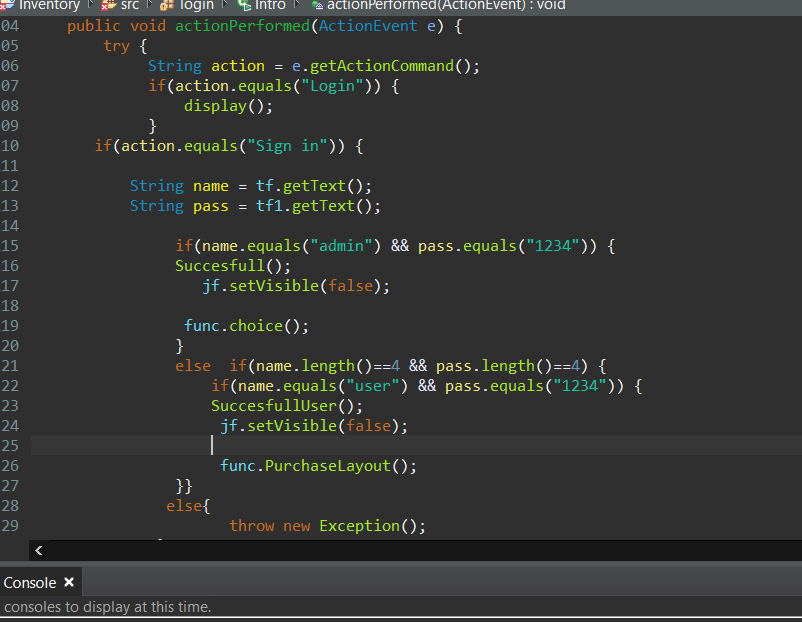 Inventory src login Intro actionPerformed(ActionEvent) : void
04 public void actionPerformed(ActionEvent e) {
05 try {
06 String action = e.getActionCommand();
07 if(action.equals("Login")) {
08 display();
09 }
10 if(action.equals("Sign in")) {
11
12 String name = tf.getText();
13 String pass = tf1.getText();
14
15 if(name.equals("admin") && pass.equals("1234")) {
16 Succesfull();
17 jf.setVisible(false);
18
19 func.choice();
20 }
21 else if(name.length()==4 && pass.length()==4) {
22 if(name.equals("user") && pass.equals("1234")) {
23 SuccesfullUser();
24 jf.setVisible(false);
25
26 func.PurchaseLayout();
27 }}
28 else{
29 throw new Exception();
Console
consoles to display at this time.